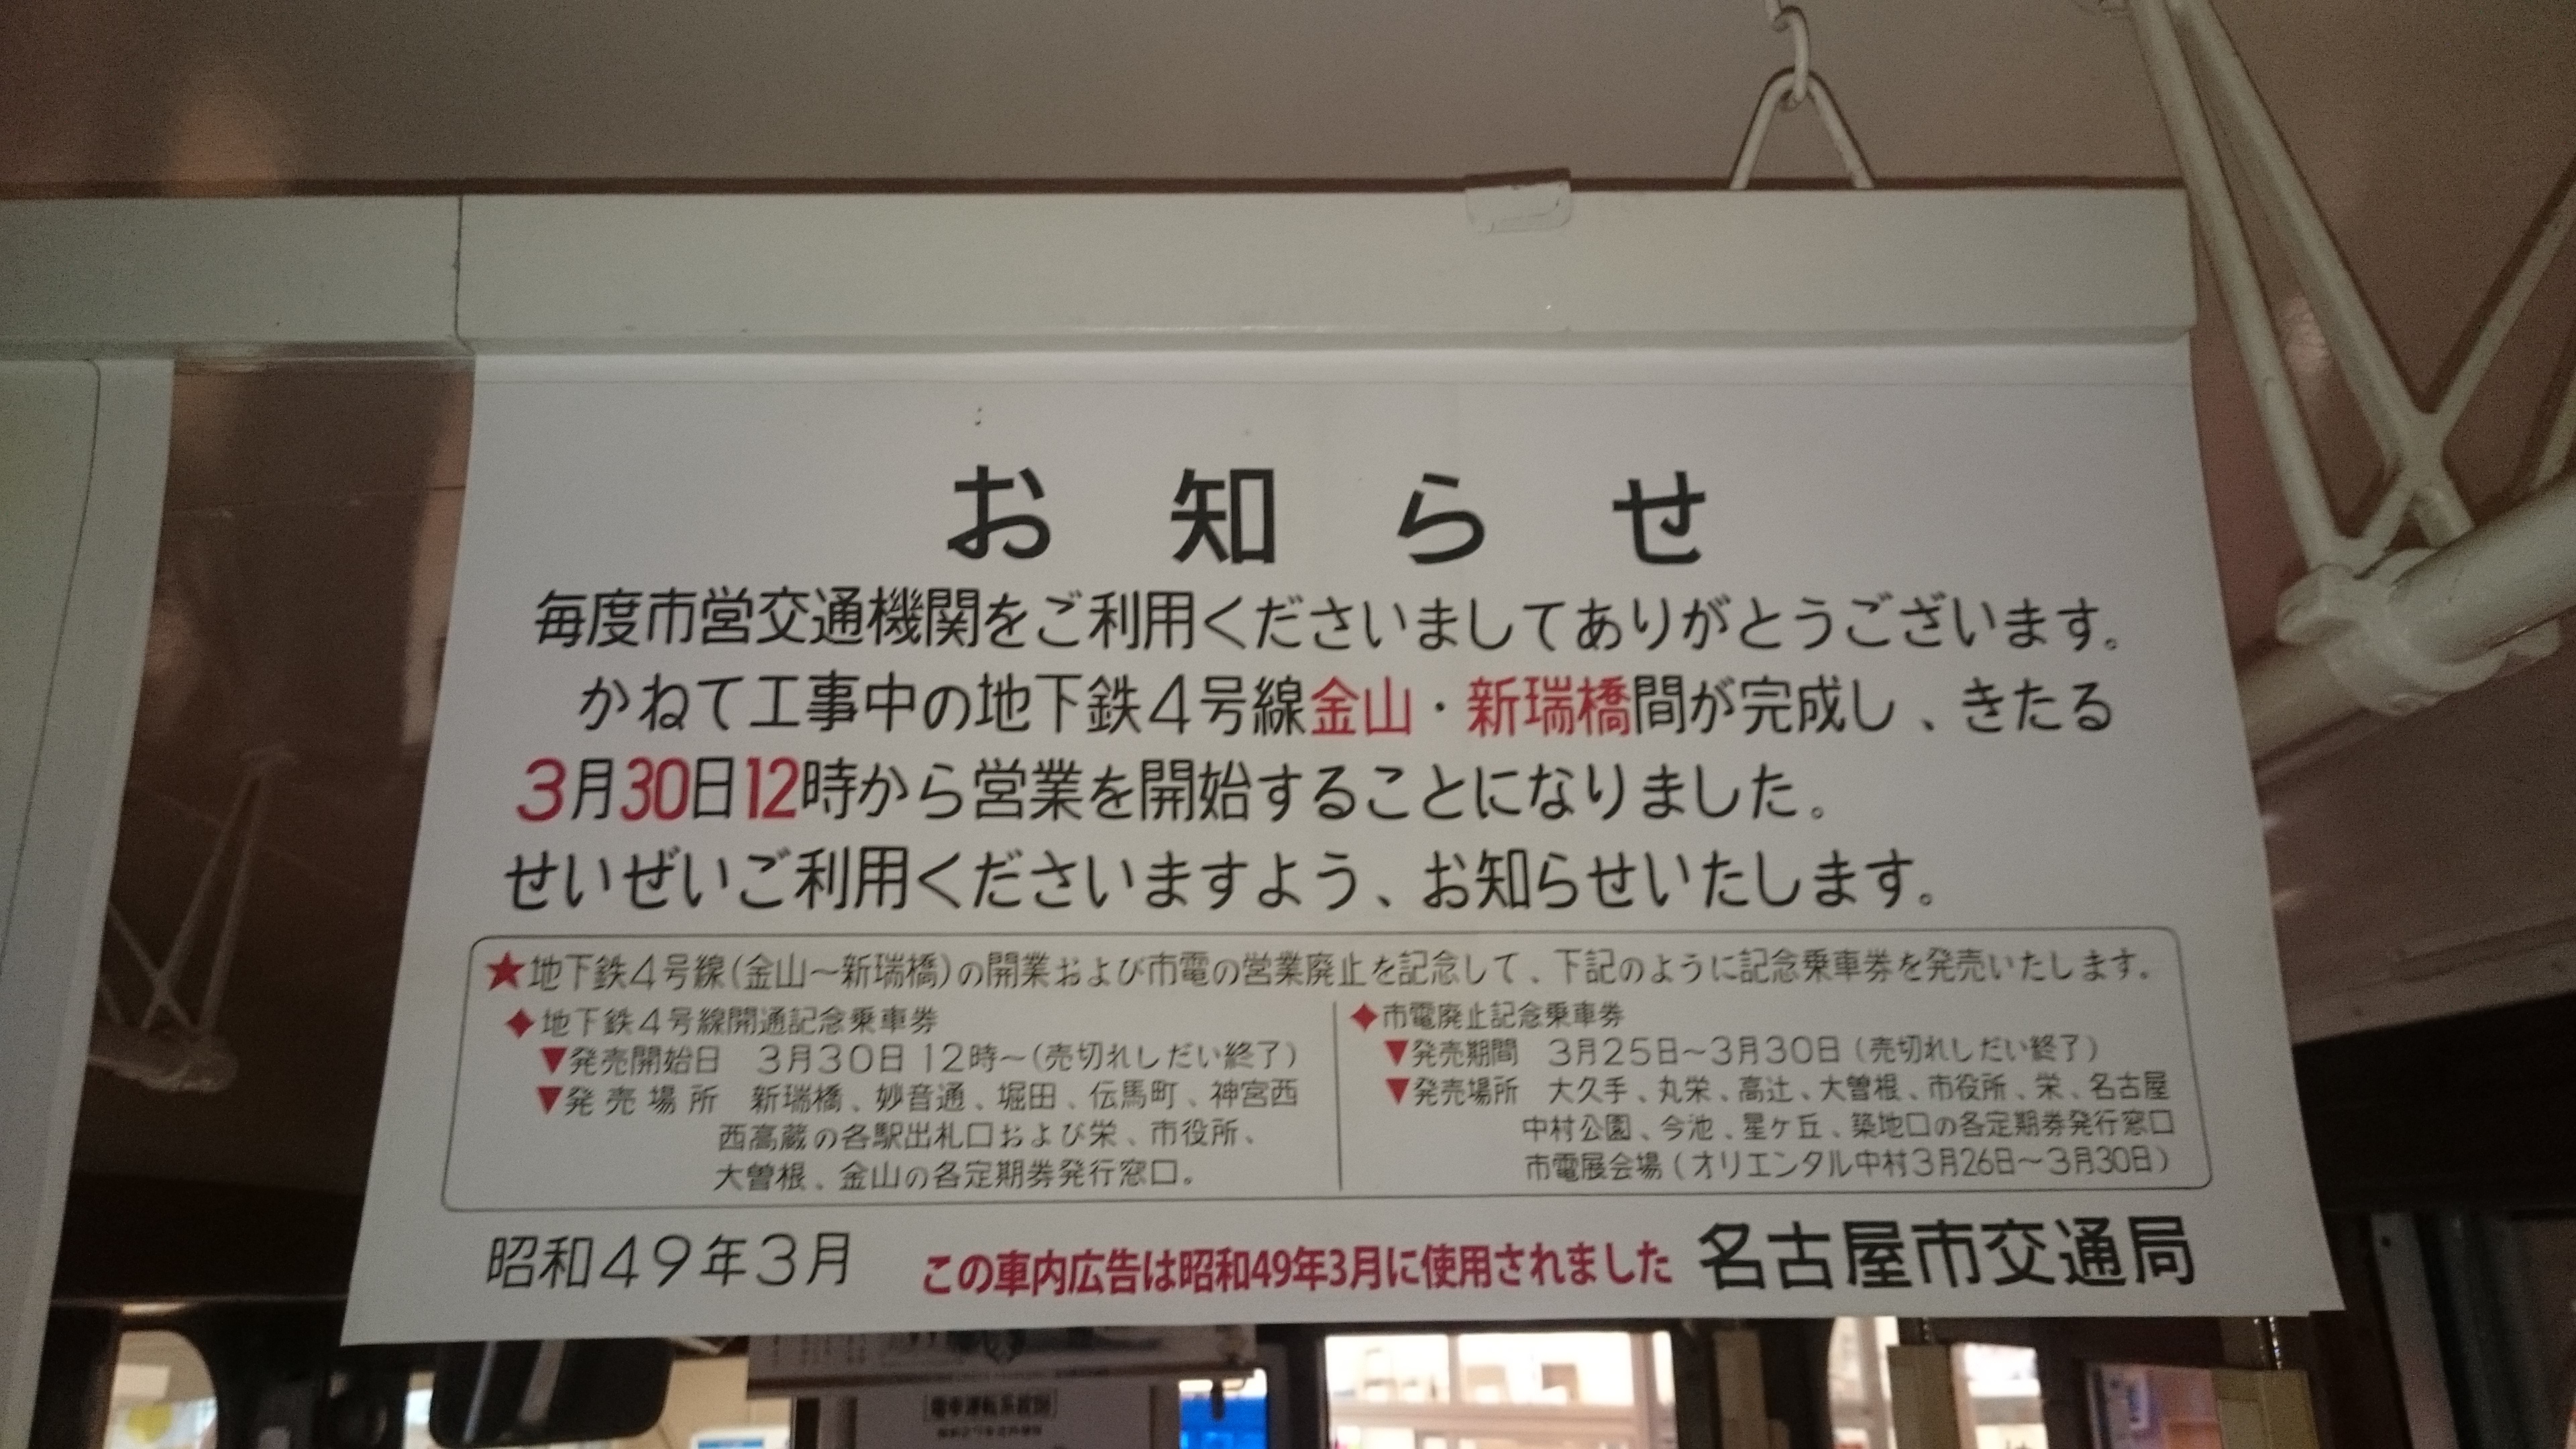 お知らせ
毎度市営交通機関をご利用くださいましてありがとうございます。
かねて工事中の地下鉄4号線金山・新瑞橋間が完成し、きたる
3月30日12時から営業を開始することになりました。
せいぜいご利用くださいますよう、お知らせいたします。
★地下鉄4号線(金山～新瑞橋)の開業および市電の営業廃止を記念して、下記のように記念乗車券を発売いたします。
◆地下鉄4号線開通記念乗車券
▼発売開始日 3月30日12時～(売切れしだい終了)
▼発売場所 新瑞橋、妙音通、堀田、伝馬町、神宮西
西高蔵の各駅出札口および栄、市役所、
大曽根、金山の各定期券発行窓口。
◆市電廃止記念乗車券
▼発売期間 3月25日～3月30日(売切れしだい終了)
▼発売場所 大久手、丸栄、高辻、大曽根、市役所、栄、名古屋
中村公園、今池、星ヶ丘、築地口の各定期券発行窓口
市電展会場(オリエンタル中村3月26日～3月30日)
昭和49年3月 この車内広告は昭和49年3月に使用されました 名古屋市交通局